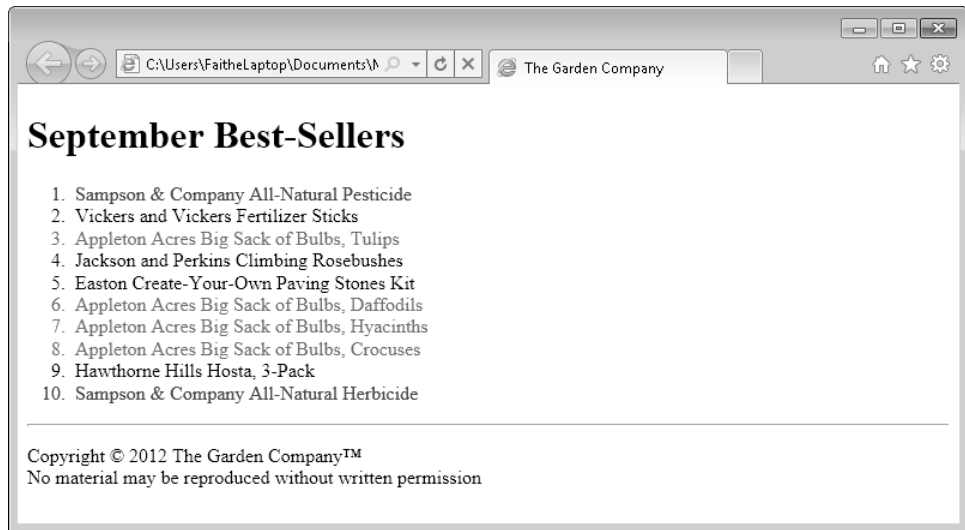 C:\Users\FaitheLaptop\Documents\M
The Garden Company
September Best-Sellers
1. Sampson & Company All-Natural Pesticide
2. Vickers and Vickers Fertilizer Sticks
3. Appleton Acres Big Sack of Bulbs, Tulips
4. Jackson and Perkins Climbing Rosebushes
5. Easton Create-Your-Own Paving Stones Kit
6. Appleton Acres Big Sack of Bulbs, Daffodils
7. Appleton Acres Big Sack of Bulbs, Hyacinths
8. Appleton Acres Big Sack of Bulbs, Crocuses
9. Hawthorne Hills Hosta, 3-Pack
10. Sampson & Company All-Natural Herbicide
Copyright © 2012 The Garden Company™
No material may be reproduced without written permission